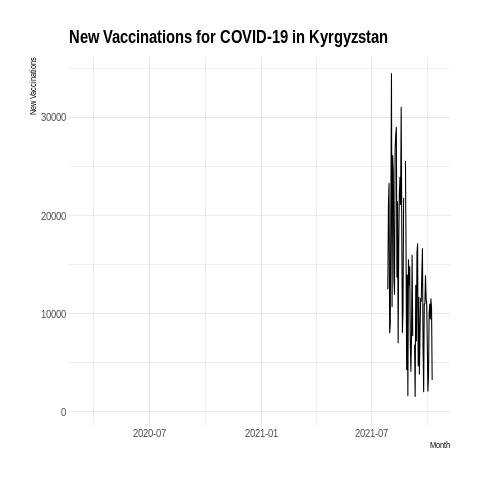 New Vaccinations for COVID-19 in Kyrgyzstan
New Vaccinations
30000
20000
10000
0
2020-07
2021-01
2021-07
Month